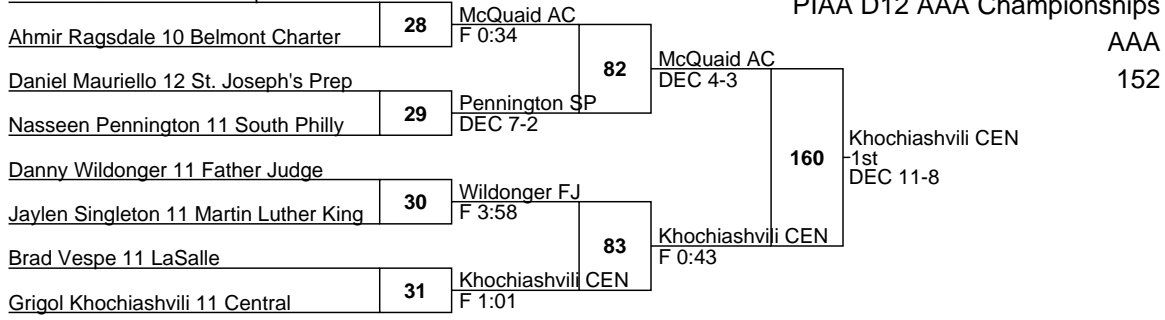 PIAA D12 AAA Championships
AAA
152
28
Ahmir Ragsdale 10 Belmont Charter
McQuaid AC
F 0:34
Daniel Mauriello 12 St. Joseph's Prep
29
Nasseen Pennington 11 South Philly
Pennington SP
DEC 7-2
82
McQuaid AC
DEC 4-3
Danny Wildonger 11 Father Judge
30
Jaylen Singleton 11 Martin Luther King
Wildonger FJ
F 3:58
Brad Vespe 11 LaSalle
31
Grigol Khochiashvili 11 Central
Khochiashvili CEN
F 1:01
83
Khochiashvili CEN
F 0:43
160
Khochiashvili CEN
1st
DEC 11-8